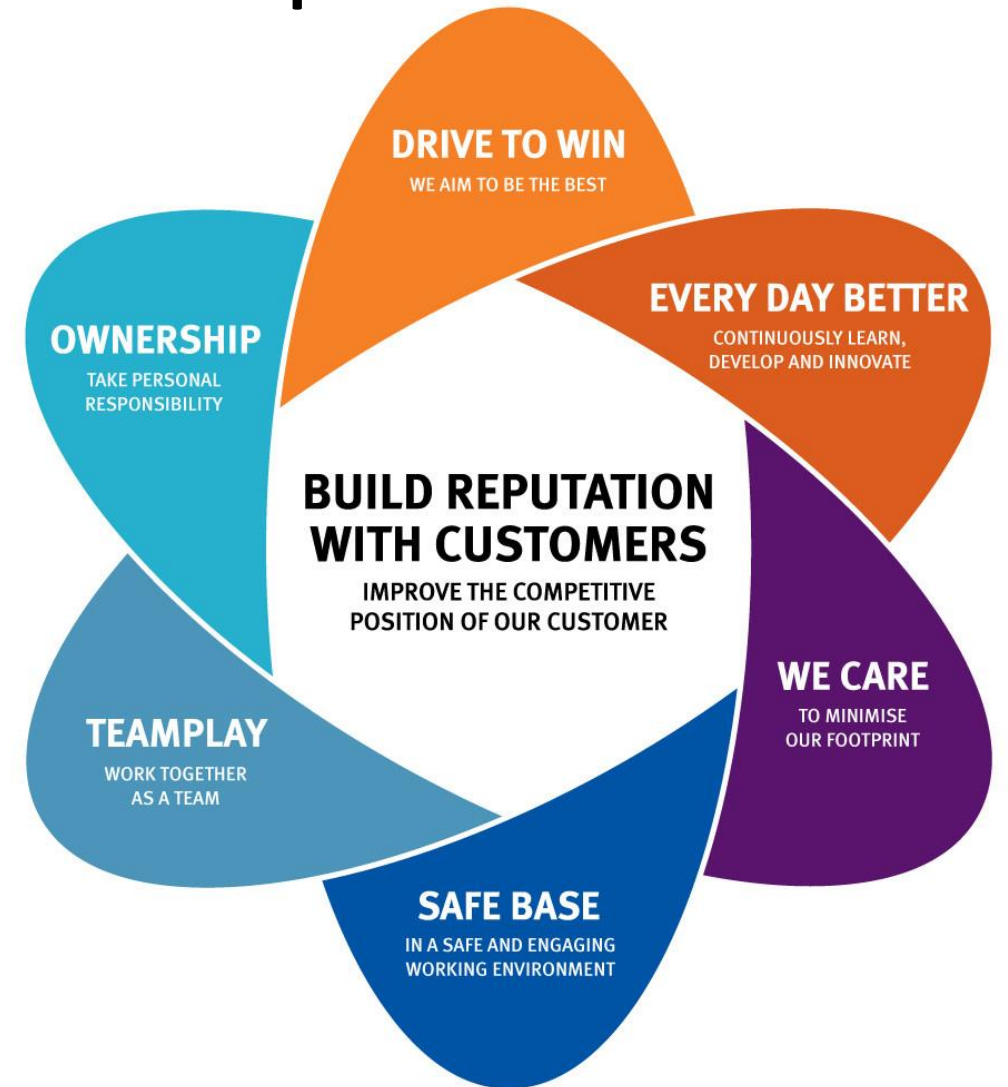 DRIVE TO WIN
WE AIM TO BE THE BEST
EVERY DAY BETTER
CONTINUOUSLY LEARN,
DEVELOP AND INNOVATE
OWNERSHIP
TAKE PERSONAL
RESPONSIBILITY
BUILD REPUTATION
WITH CUSTOMERS
IMPROVE THE COMPETITIVE
POSITION OF OUR CUSTOMER
WE CARE
TO MINIMISE
OUR FOOTPRINT
TEAMPLAY
WORK TOGETHER
AS A TEAM
SAFE BASE
IN A SAFE AND ENGAGING
WORKING ENVIRONMENT